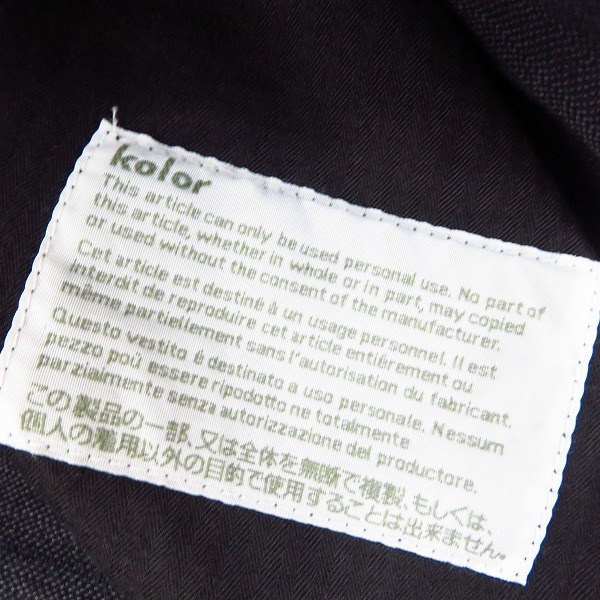 kolor
This article can only be used personal use. No part of
this article, whether in whole or in part, may copied
or used without the consent of the manufacturer.
Cet article est destiné à un usage personnel. Il est
interdit de reproduire cet article entiérement ou
même partiellement sans l'autorisation du fabricant.
Questo vestito é destinato a uso personale. Nessum
pezzo poú essere ripodotto ne totalmente
parzialmente senza autorizzazione del productore.
この製品の一部、又は全体を無断で複製、もしくは、
個人の着用以外の目的で使用することは出来ません。